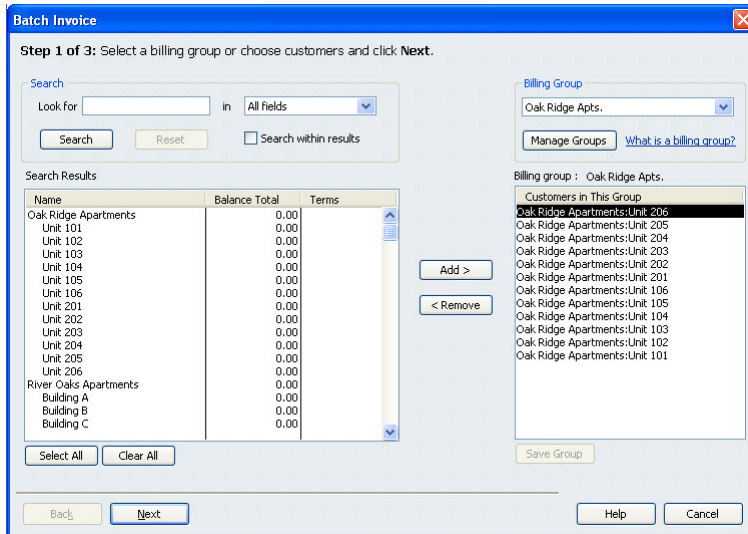 Batch Invoice
Step 1 of 3: Select a billing group or choose customers and click Next.
Search
Look for in All fields
Search Reset Search within results
Billing Group
Oak Ridge Apts.
Manage Groups What is a billing group?
Search Results
Name Balance Total Terms
Oak Ridge Apartments 0.00
Unit 101 0.00
Unit 102 0.00
Unit 103 0.00
Unit 104 0.00
Unit 105 0.00
Unit 106 0.00
Unit 201 0.00
Unit 202 0.00
Unit 203 0.00
Unit 204 0.00
Unit 205 0.00
Unit 206 0.00
River Oaks Apartments 0.00
Building A 0.00
Building B 0.00
Building C 0.00
Select All Clear All
Add >
< Remove
Billing group : Oak Ridge Apts.
Customers in This Group
Oak Ridge Apartments:Unit 206
Oak Ridge Apartments:Unit 205
Oak Ridge Apartments:Unit 204
Oak Ridge Apartments:Unit 203
Oak Ridge Apartments:Unit 202
Oak Ridge Apartments:Unit 201
Oak Ridge Apartments:Unit 106
Oak Ridge Apartments:Unit 105
Oak Ridge Apartments:Unit 104
Oak Ridge Apartments:Unit 103
Oak Ridge Apartments:Unit 102
Oak Ridge Apartments:Unit 101
Save Group
Back Next Help Cancel